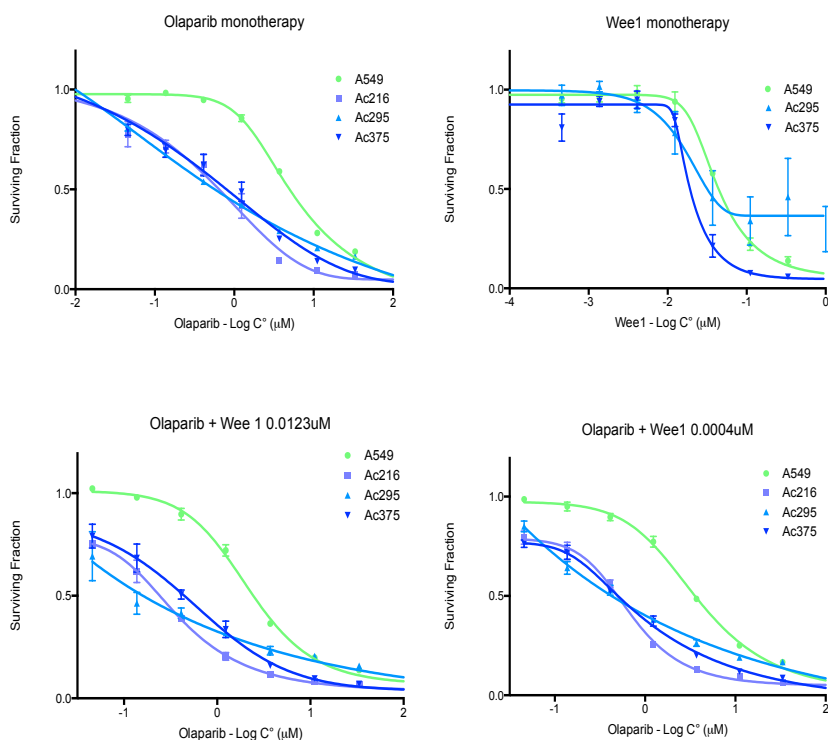 Olaparib monotherapy
A549
Ac216
Ac295
Ac375
Surviving Fraction
1.0
0.5
0.0
-2
-1
0
1
2
Olaparib - Log C° (μM)
Wee1 monotherapy
A549
Ac295
Ac375
Surviving Fraction
1.0
0.5
0.0
-4
-3
-2
-1
0
Wee1 - Log C° (μM)
Olaparib + Wee 1 0.0123uM
A549
Ac216
Ac295
Ac375
Surviving Fraction
1.0
0.5
0.0
-1
0
1
2
Olaparib - Log C° (μM)
Olaparib + Wee1 0.0004uM
A549
Ac216
Ac295
Ac375
Surviving Fraction
1.0
0.5
0.0
-1
0
1
2
Olaparib - Log C° (μM)